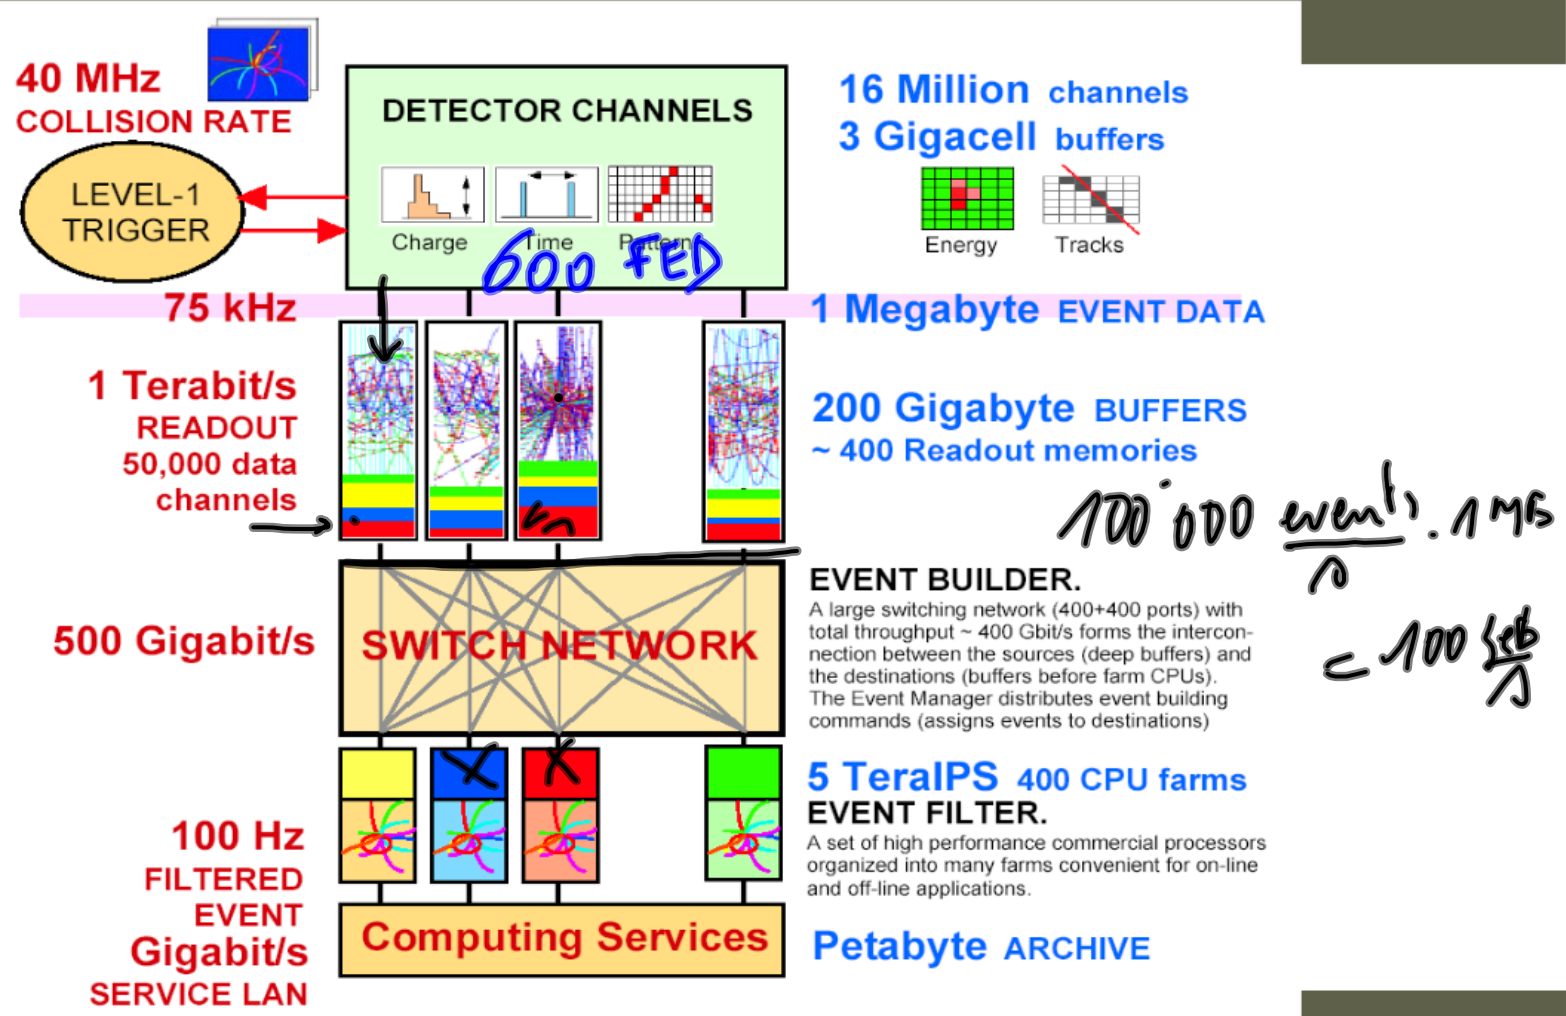 40 MHz
COLLISION RATE
LEVEL-1
TRIGGER
DETECTOR CHANNELS
Charge
Time
Pattern
600 FED
16 Million channels
3 Gigacell buffers
Energy
Tracks
75 kHz
1 Megabyte EVENT DATA
1 Terabit/s
READOUT
50,000 data
channels
200 Gigabyte BUFFERS
~ 400 Readout memories
100'000 events . 1 MB
s
= 100
s
500 Gigabit/s
SWITCH NETWORK
EVENT BUILDER.
A large switching network (400+400 ports) with
total throughput ~ 400 Gbit/s forms the intercon-
nection between the sources (deep buffers) and
the destinations (buffers before farm CPUs).
The Event Manager distributes event building
commands (assigns events to destinations)
5 TeraIPS 400 CPU farms
EVENT FILTER.
A set of high performance commercial processors
organized into many farms convenient for on-line
and off-line applications.
100 Hz
FILTERED
EVENT
Gigabit/s
SERVICE LAN
Computing Services
Petabyte ARCHIVE